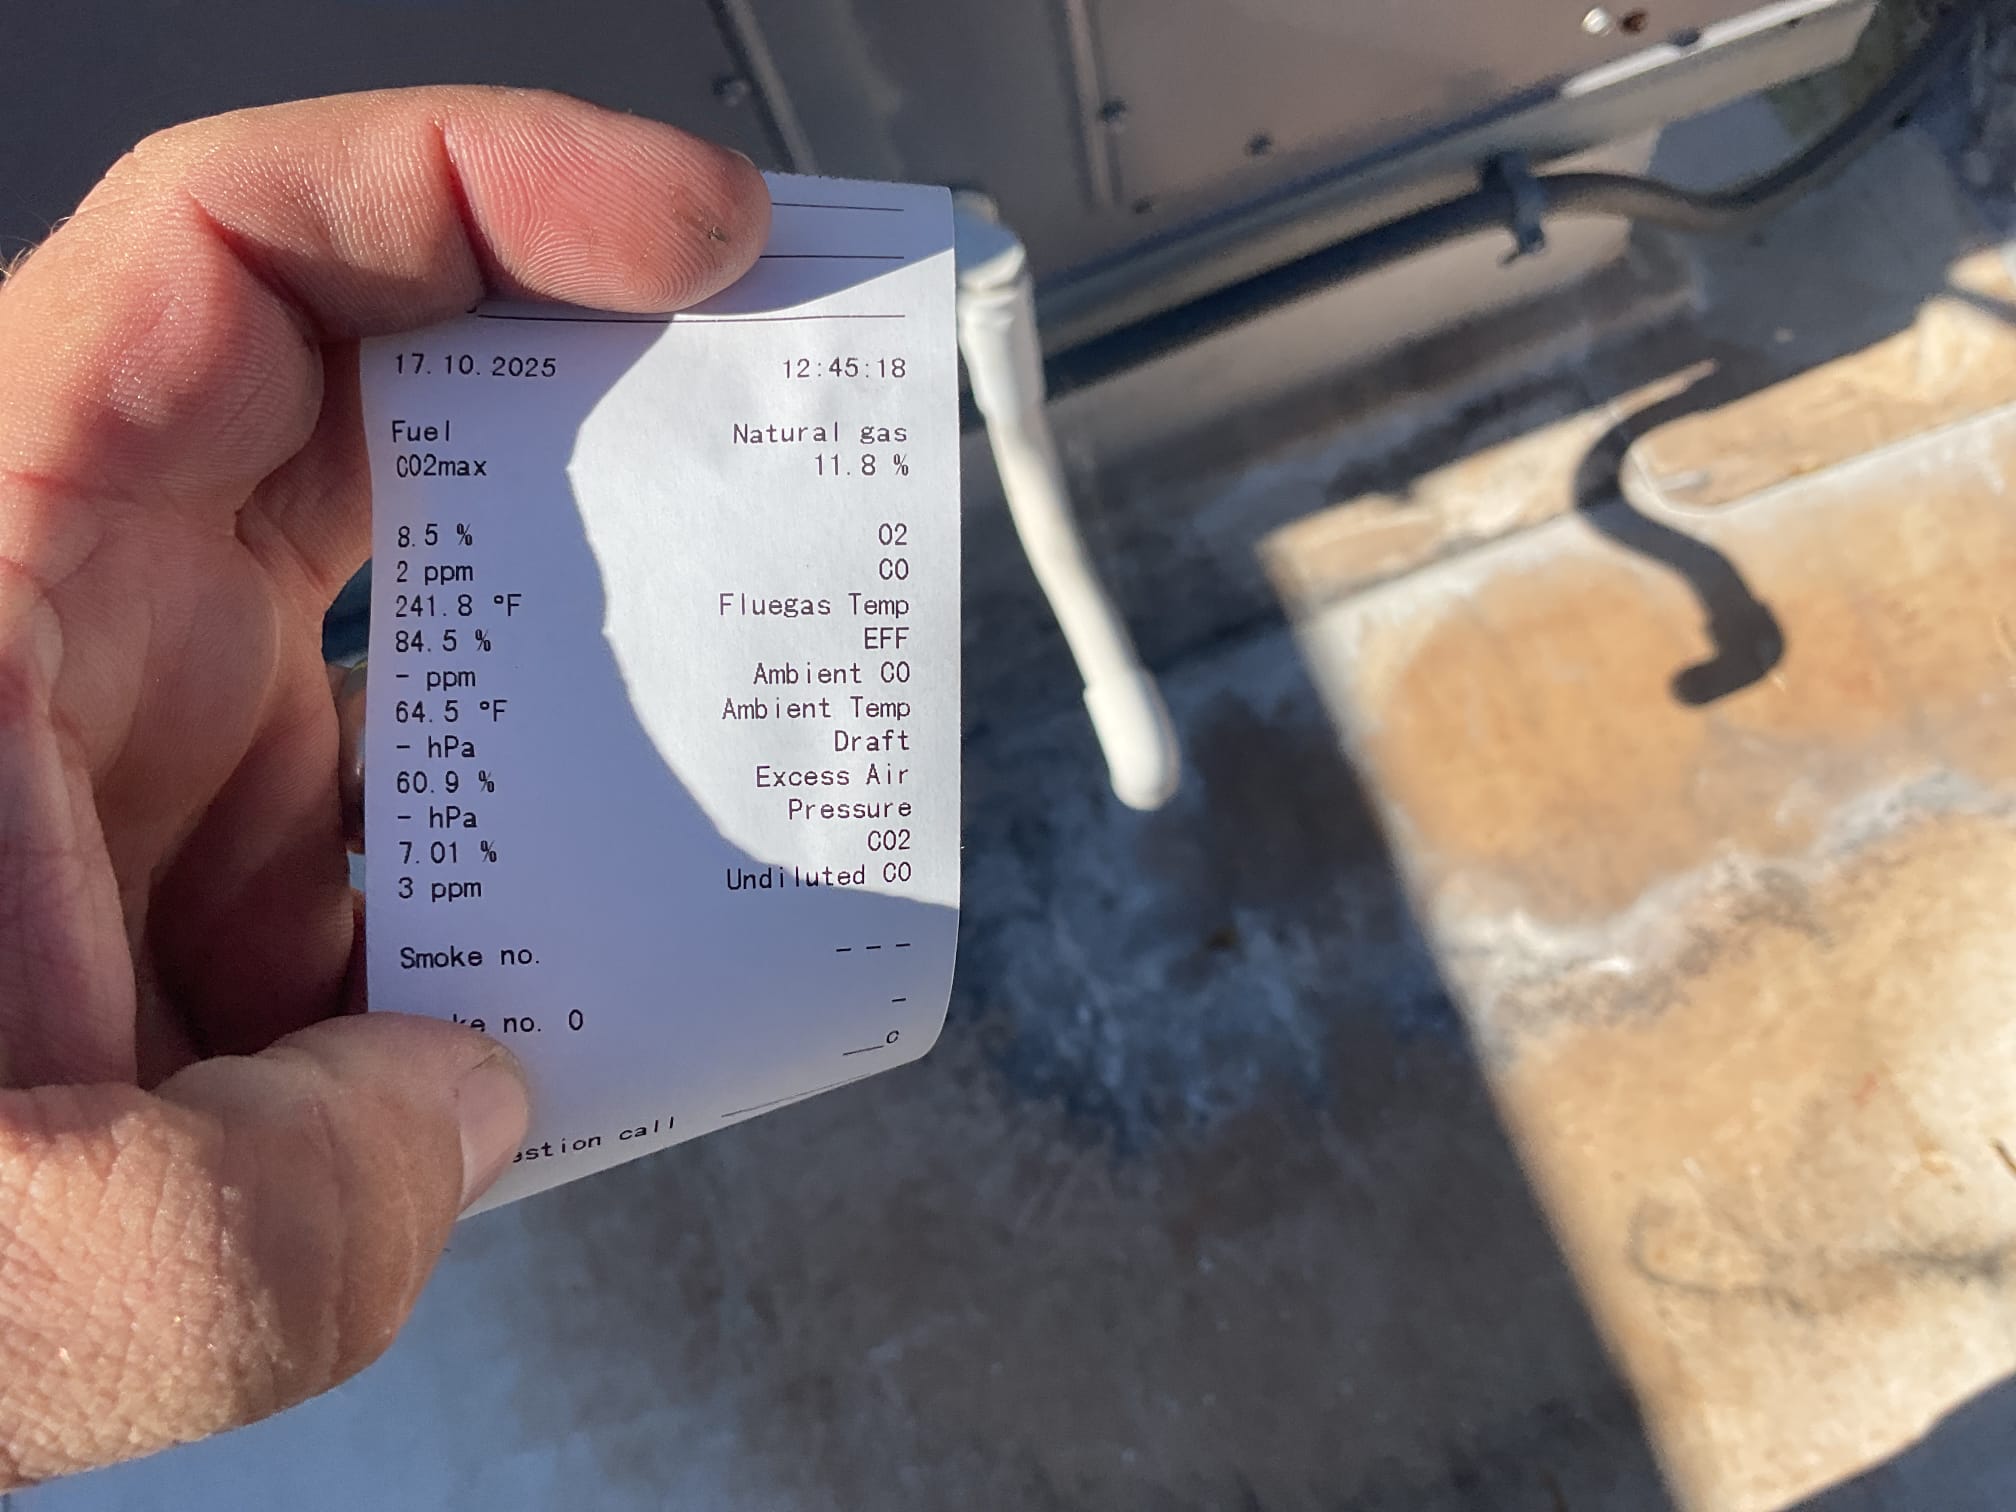 17.10.2025 12:45:18
Fuel Natural gas
CO2max 11.8 %
8.5 % O2
2 ppm CO
241.8 °F Fluegas Temp
84.5 % EFF
- ppm Ambient CO
64.5 °F Ambient Temp
- hPa Draft
60.9 % Excess Air
- hPa Pressure
7.01 % CO2
3 ppm Undiluted CO
Smoke no. - - -
-
no. 0
call